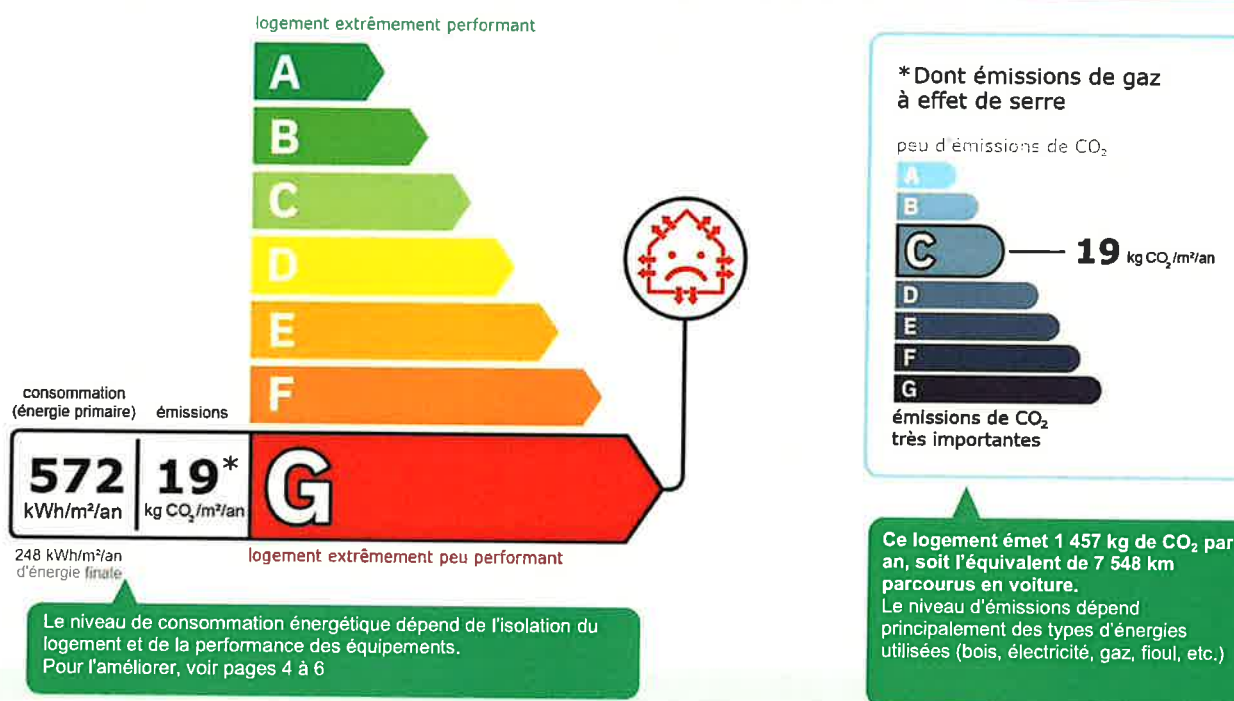 logement extrêmement performant
A
B
C
D
E
F
consommation
(énergie primaire)
émissions
572
kWh/m²/an
19*
kg CO₂/m²/an
G
248 kWh/m²/an
d'énergie finale
logement extrêmement peu performant
Le niveau de consommation énergétique dépend de l'isolation du
logement et de la performance des équipements.
Pour l'améliorer, voir pages 4 à 6
*Dont émissions de gaz
à effet de serre
peu d'émissions de CO₂
A
B
C
19 kg CO₂/m²/an
D
E
F
G
émissions de CO₂
très importantes
Ce logement émet 1 457 kg de CO₂ par
an, soit l'équivalent de 7 548 km
parcourus en voiture.
Le niveau d'émissions dépend
principalement des types d'énergies
utilisées (bois, électricité, gaz, fioul, etc.)